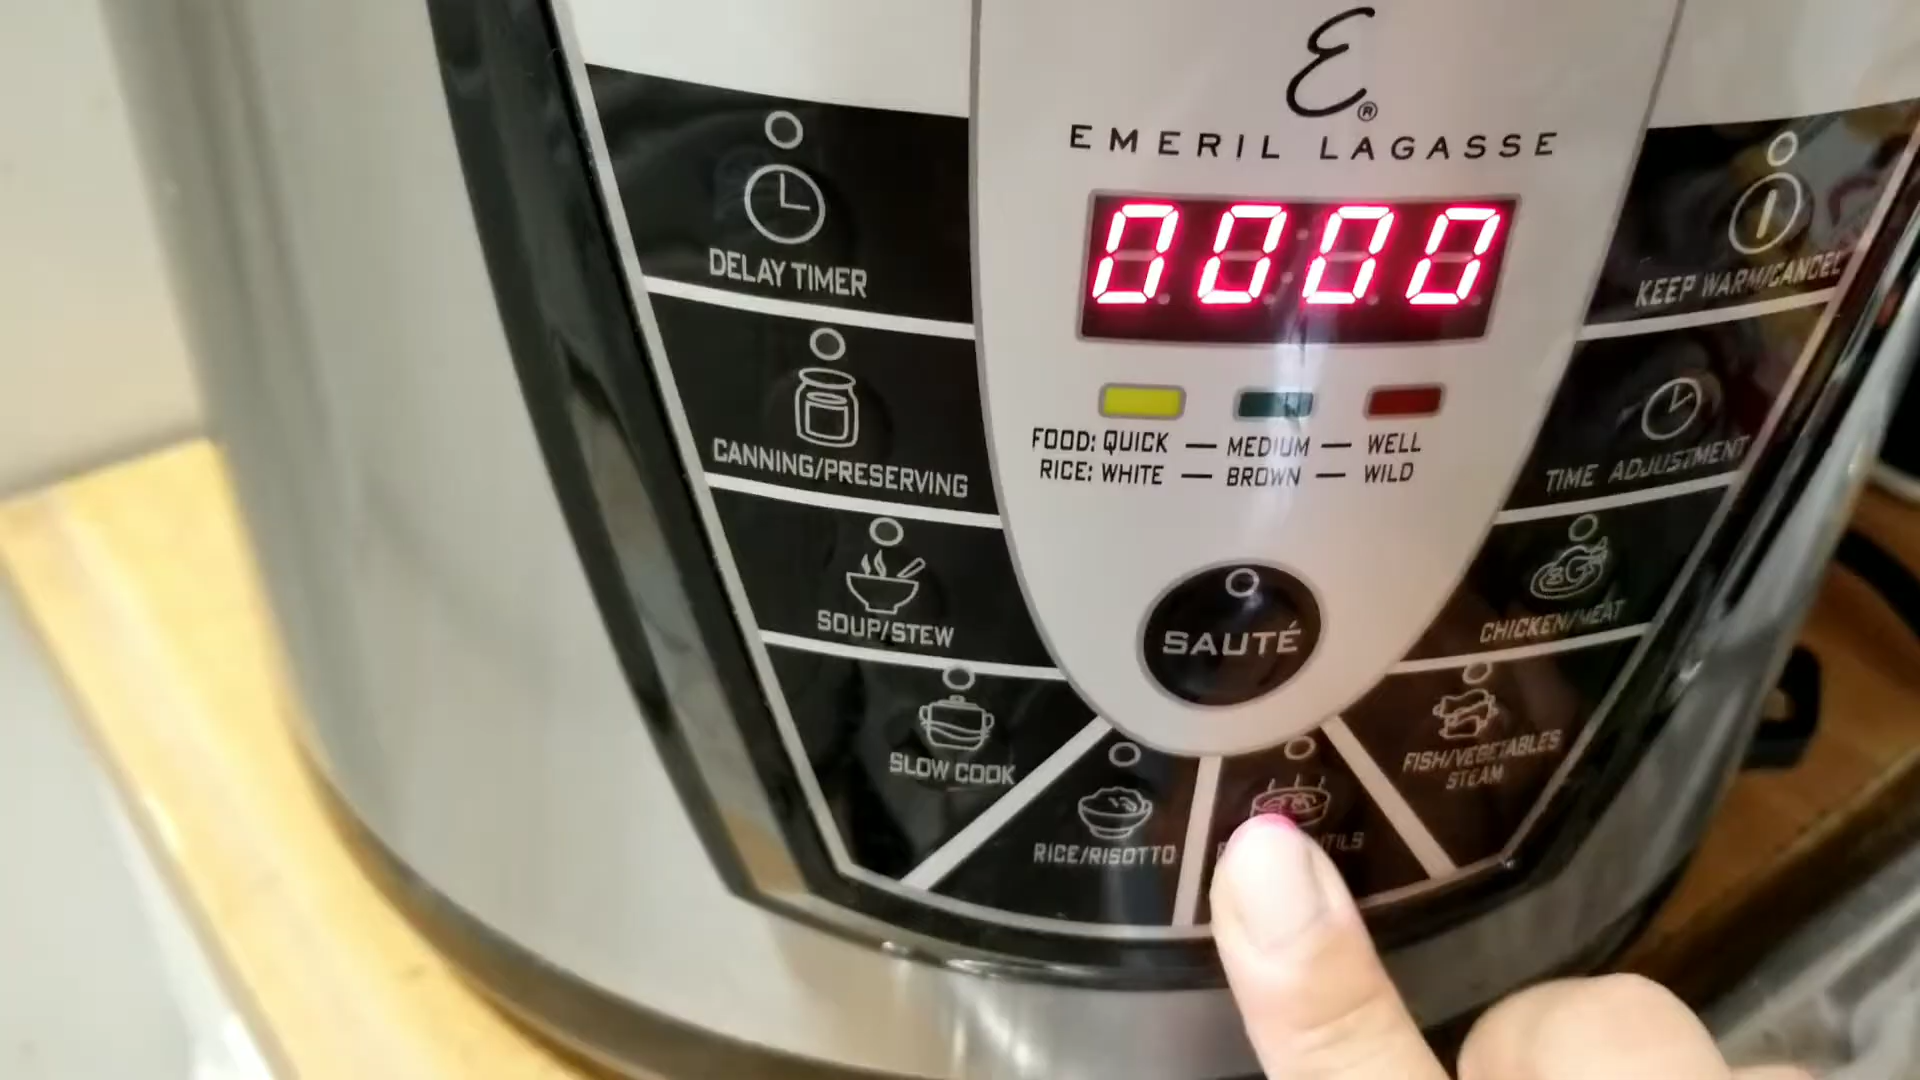 E®
EMERIL LAGASSE
0000
DELAY TIMER
KEEP WARM/CANCEL
CANNING/PRESERVING
FOOD: QUICK — MEDIUM — WELL
RICE: WHITE — BROWN — WILD
TIME ADJUSTMENT
SOUP/STEW
SAUTÉ
CHICKEN/MEAT
SLOW COOK
FISH/VEGETABLES
STEAM
RICE/RISOTTO